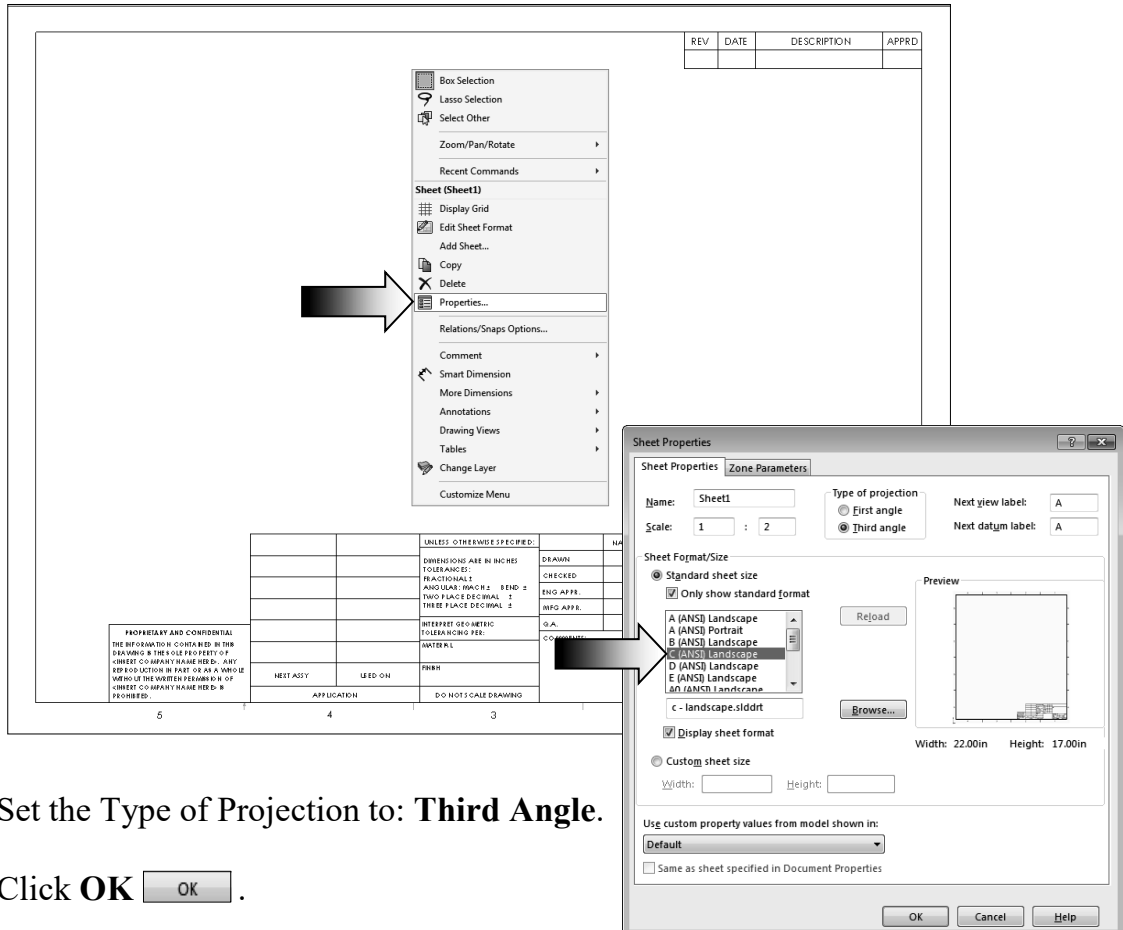 REV DATE DESCRIPTION APPRD
Box Selection
Lasso Selection
Select Other
Zoom/Pan/Rotate
Recent Commands
Sheet (Sheet1)
Display Grid
Edit Sheet Format
Add Sheet...
Copy
Delete
Properties...
Relations/Snaps Options...
Comment
Smart Dimension
More Dimensions
Annotations
Drawing Views
Tables
Change Layer
Customize Menu
UNLESS OTHERWISE SPECIFIED:
DIMENSIONS ARE IN INCHES
TOLERANCES:
FRACTIONAL ±
ANGULAR: MACH ± BEND ±
TWO PLACE DECIMAL ±
THREE PLACE DECIMAL ±
INTERPRET GEOMETRIC
TOLERANCING PER:
MATERIAL
FINISH
DO NOT SCALE DRAWING
NA
DRAWN
CHECKED
ENG APPR.
MFG APPR.
Q.A.
COMMENTS:
PROPRIETARY AND CONFIDENTIAL
THE INFORMATION CONTAINED IN THIS
DRAWING IS THE SOLE PROPERTY OF
<INSERT COMPANY NAME HERE>. ANY
REPRODUCTION IN PART OR AS A WHOLE
WITHOUT THE WRITTEN PERMISSION OF
<INSERT COMPANY NAME HERE> IS
PROHIBITED.
NEXT ASSY USED ON
APPLICATION
5 4 3
Sheet Properties
Sheet Properties Zone Parameters
Name: Sheet1
Scale: 1 : 2
Type of projection
First angle
Third angle
Next view label: A
Next datum label: A
Sheet Format/Size
Standard sheet size
Only show standard format
A (ANSI) Landscape
A (ANSI) Portrait
B (ANSI) Landscape
C (ANSI) Landscape
D (ANSI) Landscape
E (ANSI) Landscape
A0 (ANSI) Landscape
Reload
c - landscape.slddrt
Browse...
Display sheet format
Custom sheet size
Width: Height:
Preview
Width: 22.00in Height: 17.00in
Use custom property values from model shown in:
Default
Same as sheet specified in Document Properties
OK Cancel Help
Set the Type of Projection to: Third Angle.
Click OK OK .